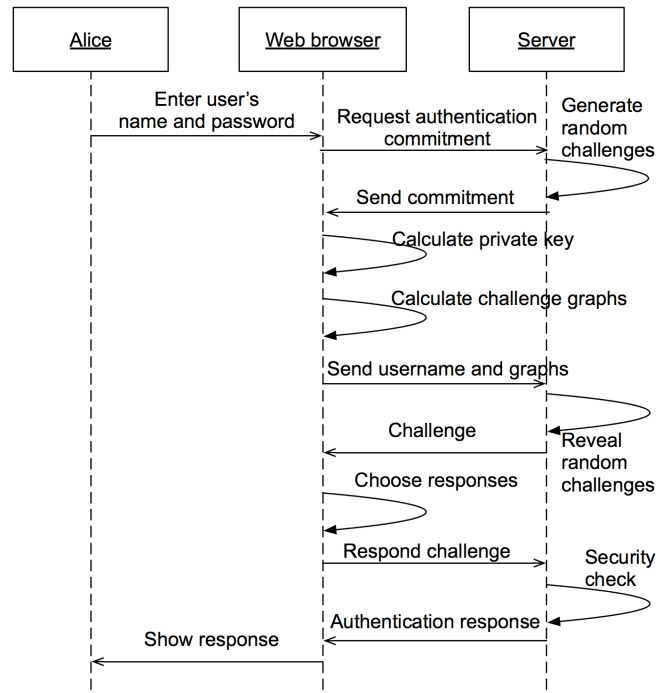 Alice
Web browser
Server
Enter user's
name and password
Request authentication
commitment
Generate
random
challenges
Send commitment
Calculate private key
Calculate challenge graphs
Send username and graphs
Challenge
Reveal
random
challenges
Choose responses
Respond challenge
Security
check
Authentication response
Show response